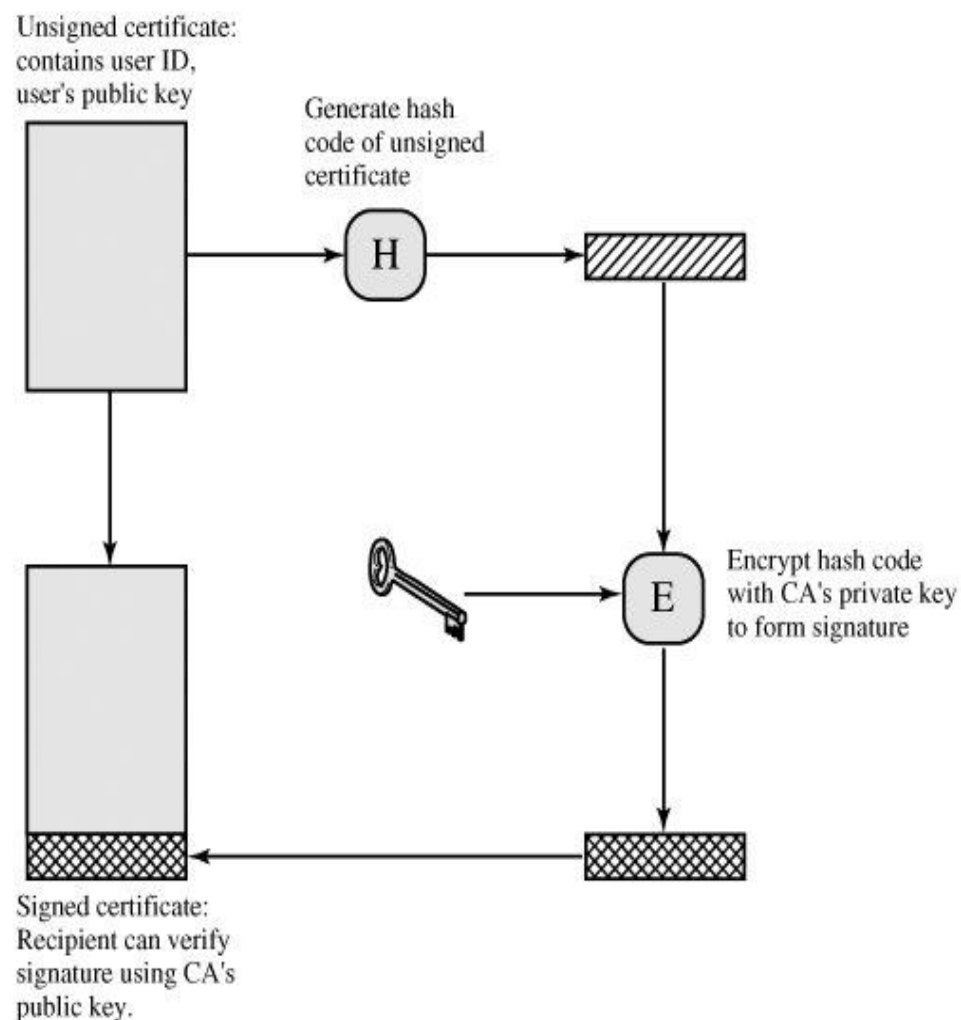 Unsigned certificate:
contains user ID,
user's public key
Generate hash
code of unsigned
certificate
H
E
Encrypt hash code
with CA's private key
to form signature
Signed certificate:
Recipient can verify
signature using CA's
public key.